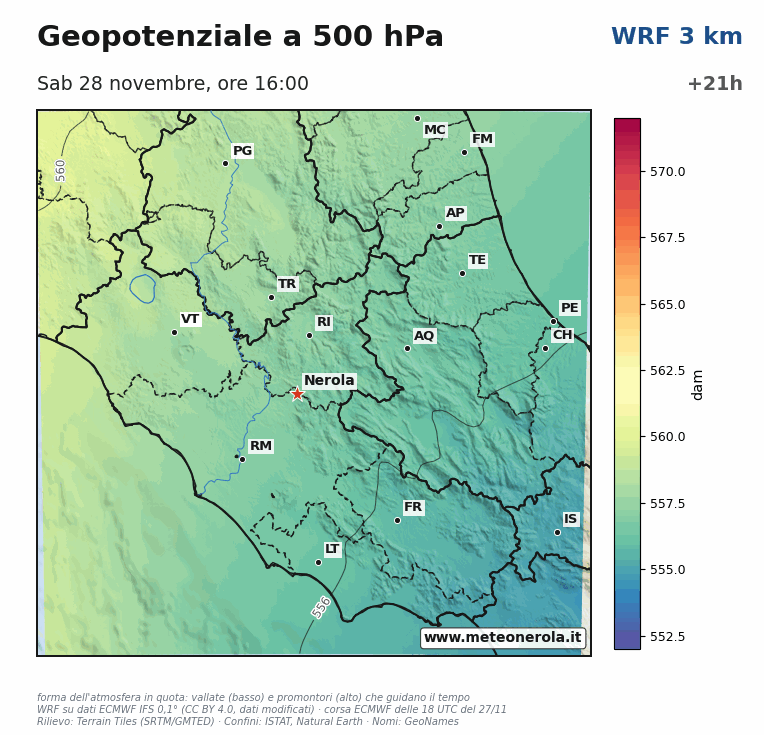 Geopotenziale a 500 hPa
WRF 3 km
Sab 28 novembre, ore 16:00
+21h
MC
FM
PG
560
AP
TE
TR
PE
VT
RI
AQ
CH
Nerola
RM
FR
IS
LT
556
www.meteonerola.it
570.0
567.5
565.0
562.5
560.0
557.5
555.0
552.5
dam
forma dell'atmosfera in quota: vallate (basso) e promontori (alto) che guidano il tempo
WRF su dati ECMWF IFS 0,1° (CC BY 4.0, dati modificati) · corsa ECMWF delle 18 UTC del 27/11
Rilievo: Terrain Tiles (SRTM/GMTED) · Confini: ISTAT, Natural Earth · Nomi: GeoNames